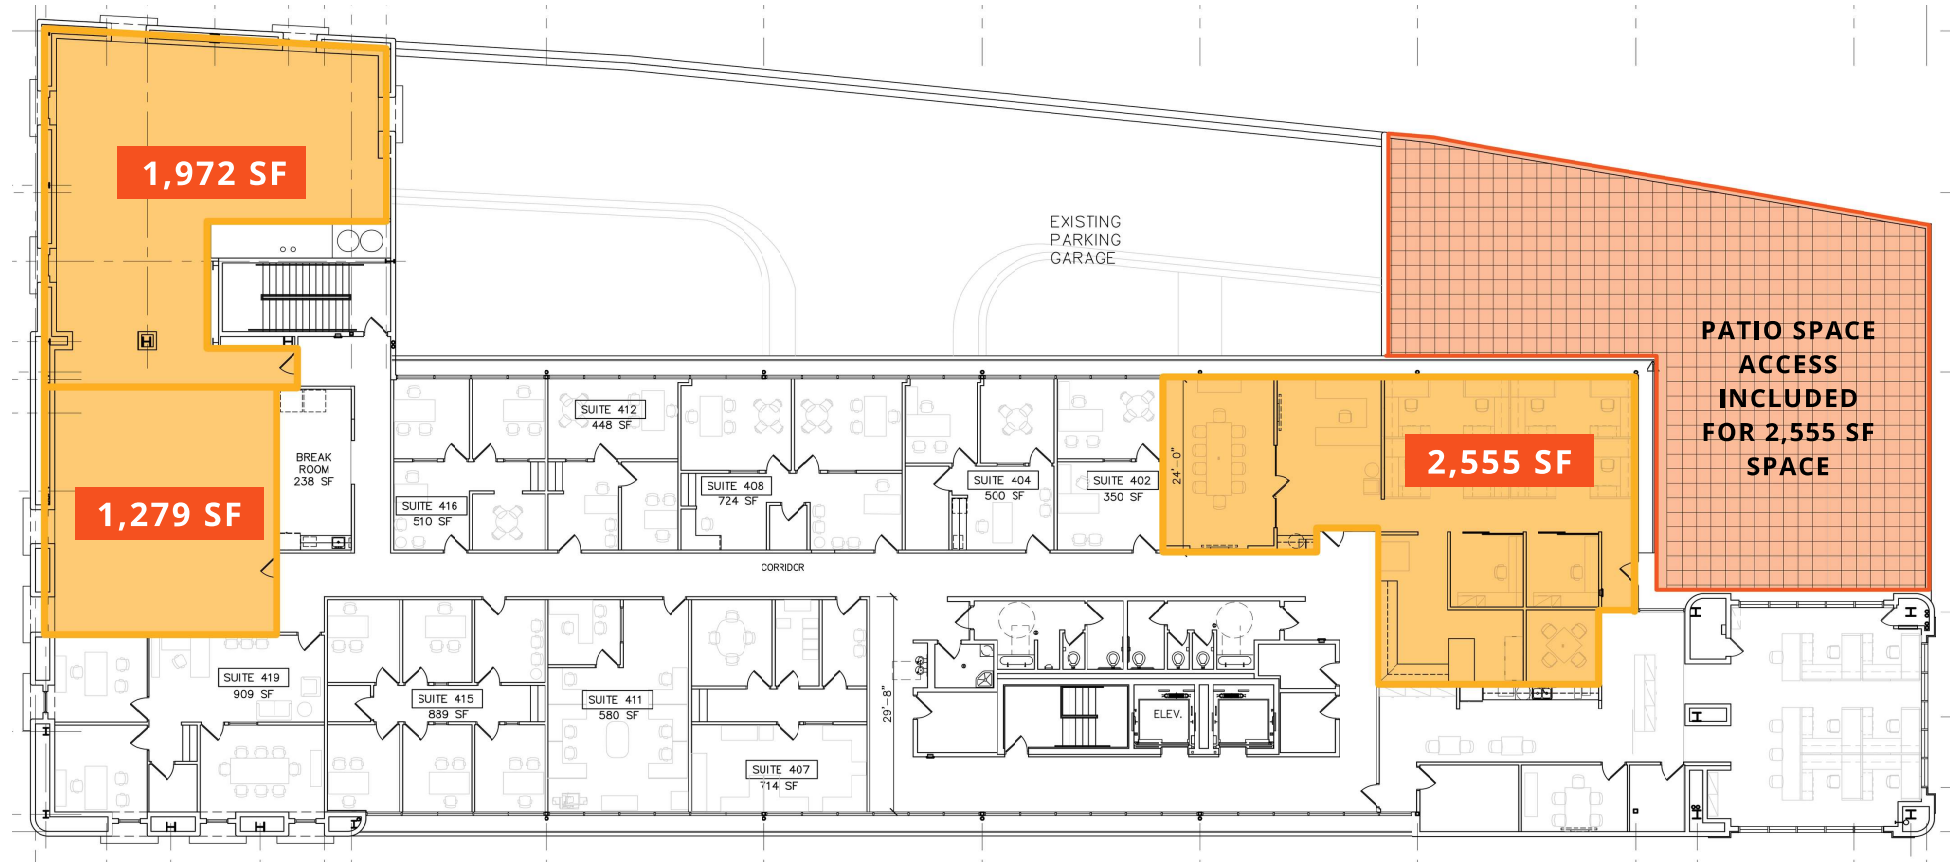 1,972 SF
EXISTING
PARKING
GARAGE
PATIO SPACE
ACCESS
INCLUDED
FOR 2,555 SF
SPACE
SUITE 412
448 SF
BREAK
ROOM
238 SF
1,279 SF
SUITE 416
510 SF
SUITE 408
724 SF
SUITE 404
500 SF
SUITE 402
350 SF
24'-0"
2,555 SF
CORRIDOR
SUITE 419
909 SF
SUITE 415
889 SF
SUITE 411
580 SF
SUITE 407
714 SF
29'-8"
ELEV.